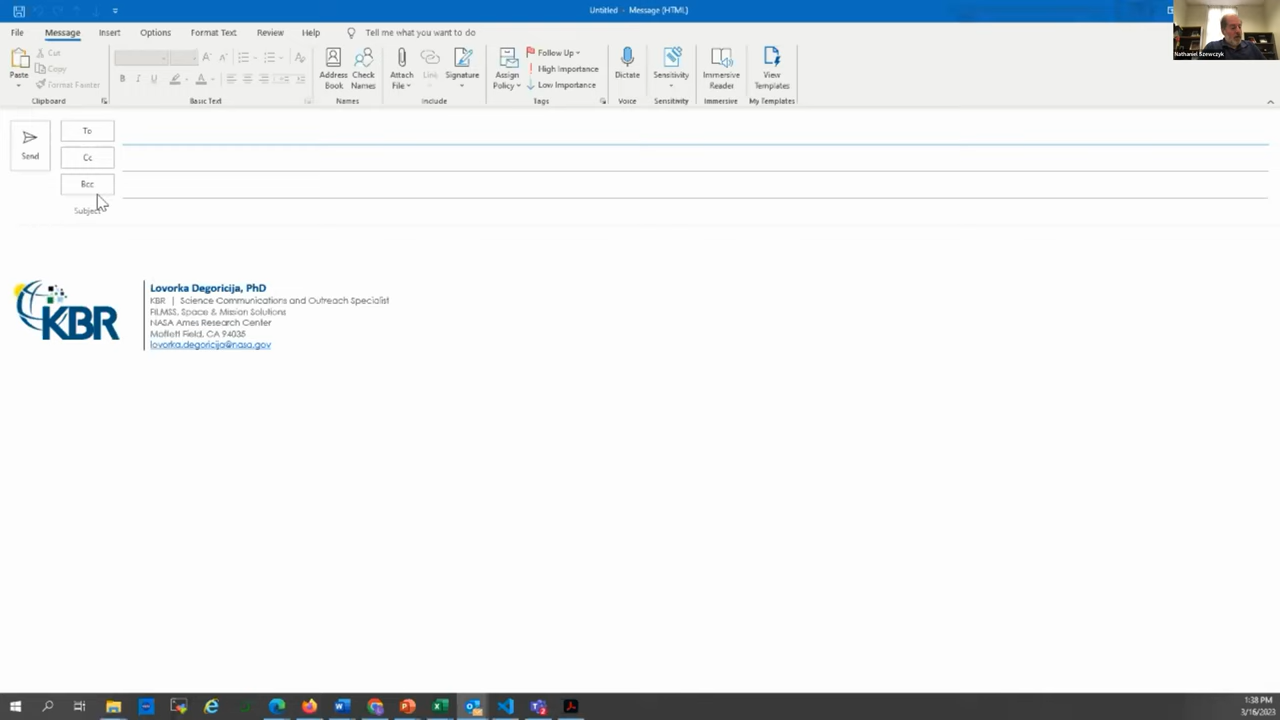 Untitled - Message (HTML)
File Message Insert Options Format Text Review Help Tell me what you want to do
Nathaniel Szewczyk
Paste
Cut
Copy
Format Painter
Clipboard
B I U A
Basic Text
Address Book
Check Names
Names
Attach File
Link
Signature
Include
Assign Policy
Follow Up
High Importance
Low Importance
Tags
Dictate
Voice
Sensitivity
Sensitivity
Immersive Reader
Immersive
View Templates
My Templates
Send
To
Cc
Bcc
Subject
KBR
Lovorka Degoricija, PhD
KBR | Science Communications and Outreach Specialist
FILMSS, Space & Mission Solutions
NASA Ames Research Center
Moffett Field, CA 94035
lovorka.degoricija@nasa.gov
1:38 PM
3/16/2023